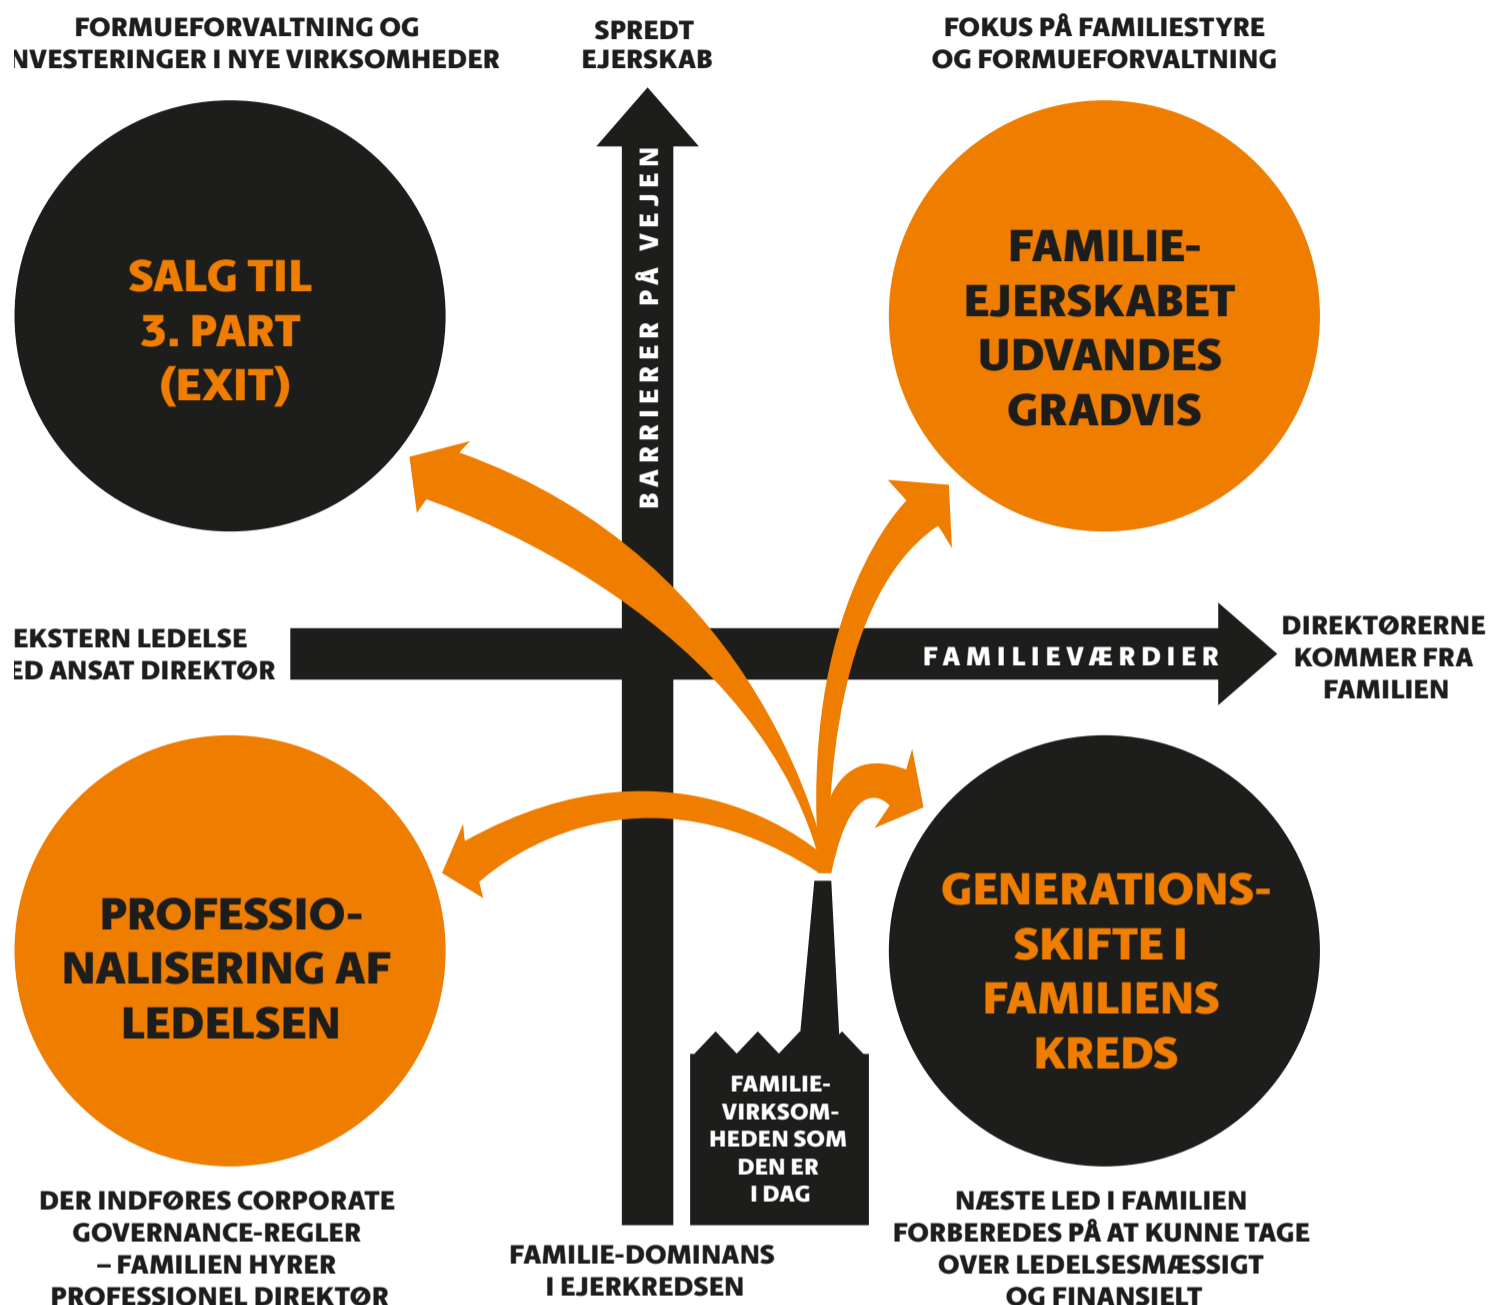 FORMUEFORVALTNING OG
NVESTERINGER I NYE VIRKSOMHEDER
SPREDT
EJERSKAB
FOKUS PÅ FAMILIESTYRE
OG FORMUEFORVALTNING
SALG TIL
3. PART
(EXIT)
BARRIERER PÅ VEJEN
FAMILIE-
EJERSKABET
UDVANDES
GRADVIS
EKSTERN LEDELSE
ED ANSAT DIREKTØR
FAMILIEVÆRDIER
DIREKTØRERNE
KOMMER FRA
FAMILIEN
PROFESSIO-
NALISERING AF
LEDELSEN
GENERATIONS-
SKIFTE I
FAMILIENS
KREDS
FAMILIE-
VIRKSOM-
HEDEN SOM
DEN ER
I DAG
DER INDFØRES CORPORATE
GOVERNANCE-REGLER
– FAMILIEN HYRER
PROFESSIONEL DIREKTØR
FAMILIE-DOMINANS
I EJERKREDSEN
NÆSTE LED I FAMILIEN
FORBEREDES PÅ AT KUNNE TAGE
OVER LEDELSESMÆSSIGT
OG FINANSIELT